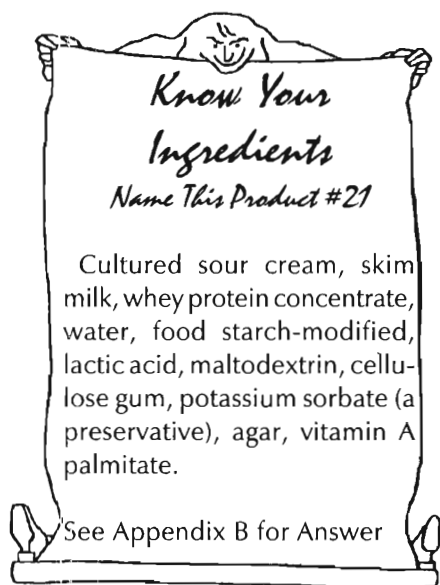 Know Your
Ingredients
Name This Product #21
Cultured sour cream, skim
milk, whey protein concentrate,
water, food starch-modified,
lactic acid, maltodextrin, cellu-
lose gum, potassium sorbate (a
preservative), agar, vitamin A
palmitate.
See Appendix B for Answer